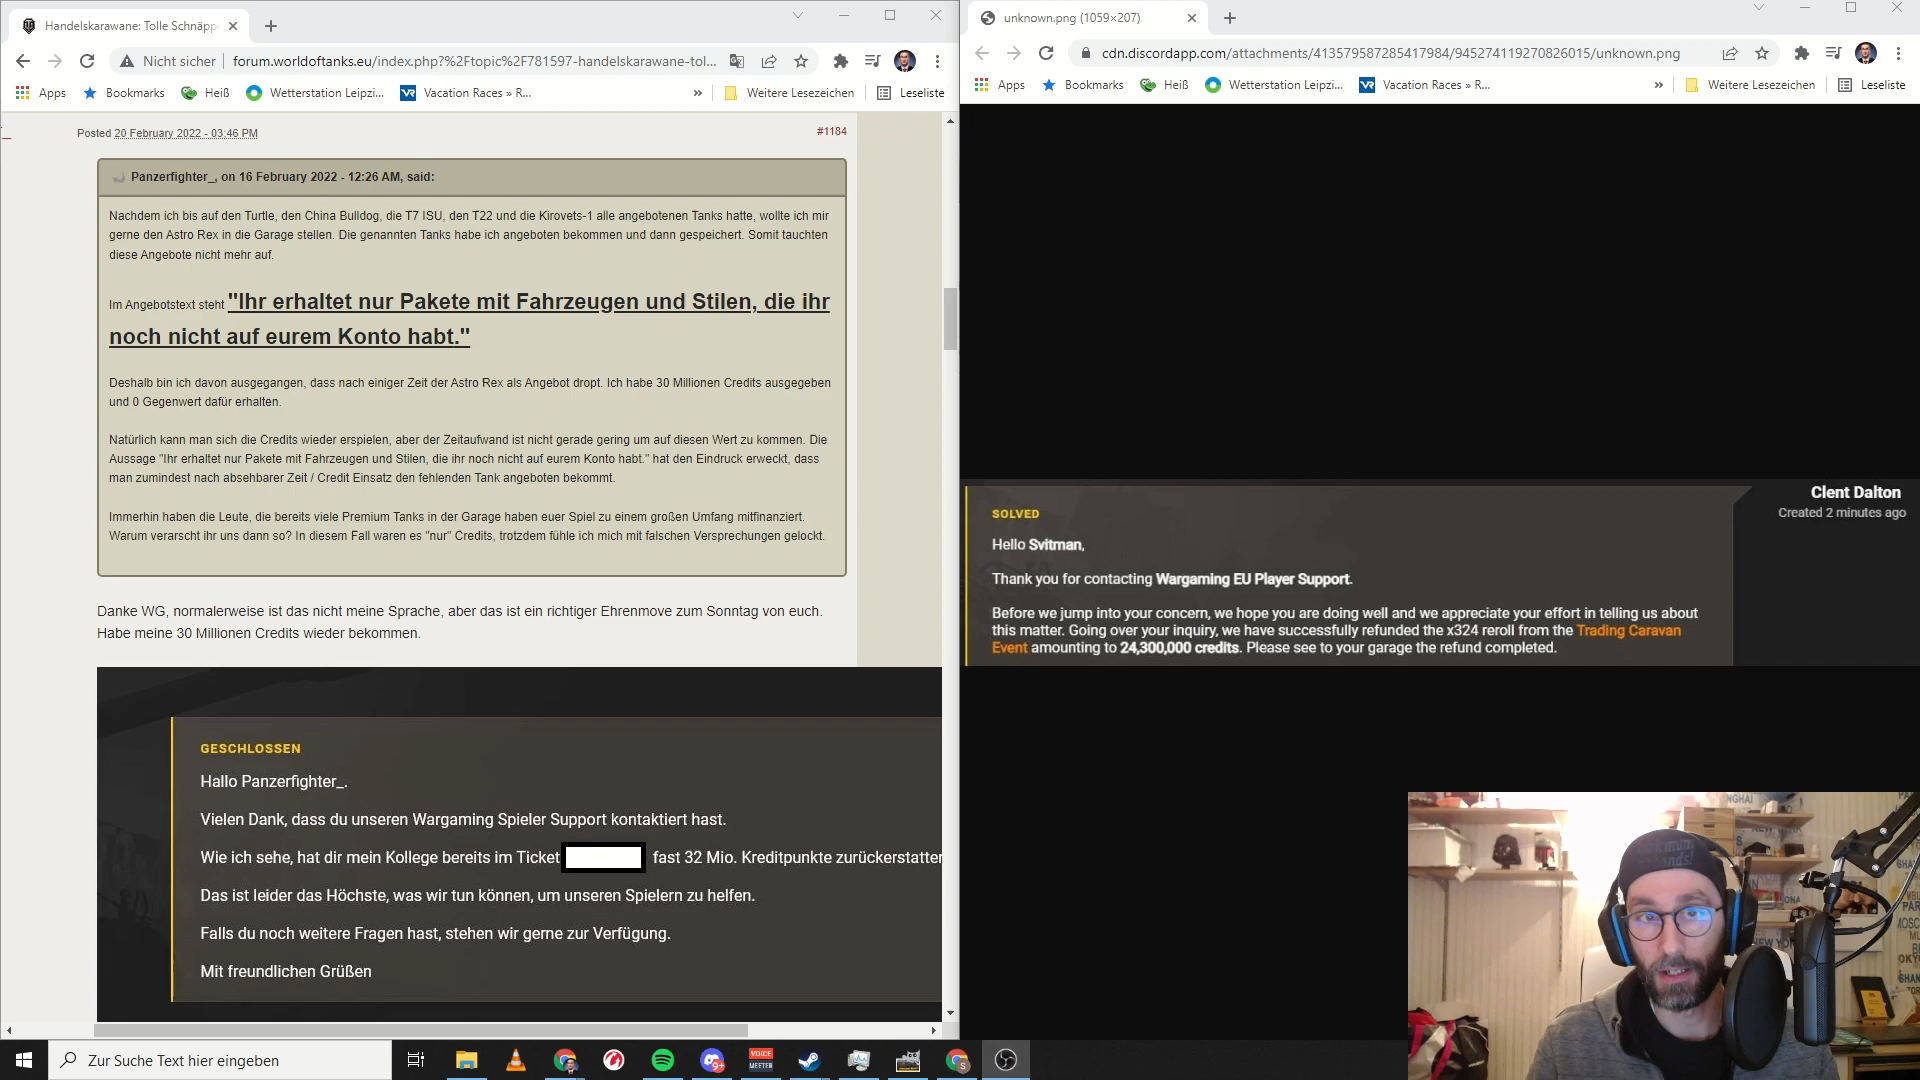 Handelskarawane: Tolle Schnäpp
Nicht sicher
forum.worldoftanks.eu/index.php?%2Ftopic%2F781597-handelskarawane-tol...
Apps
Bookmarks
Heiß
Wetterstation Leipzi...
Vacation Races » R...
»
Weitere Lesezeichen
Leseliste
Posted 20 February 2022 - 03:46 PM
#1184
Panzerfighter_, on 16 February 2022 - 12:26 AM, said:
Nachdem ich bis auf den Turtle, den China Bulldog, die T7 ISU, den T22 und die Kirovets-1 alle angebotenen Tanks hatte, wollte ich mir
gerne den Astro Rex in die Garage stellen. Die genannten Tanks habe ich angeboten bekommen und dann gespeichert. Somit tauchten
diese Angebote nicht mehr auf.
Im Angebotstext steht "Ihr erhaltet nur Pakete mit Fahrzeugen und Stilen, die ihr
noch nicht auf eurem Konto habt."
Deshalb bin ich davon ausgegangen, dass nach einiger Zeit der Astro Rex als Angebot dropt. Ich habe 30 Millionen Credits ausgegeben
und 0 Gegenwert dafür erhalten.
Natürlich kann man sich die Credits wieder erspielen, aber der Zeitaufwand ist nicht gerade gering um auf diesen Wert zu kommen. Die
Aussage "Ihr erhaltet nur Pakete mit Fahrzeugen und Stilen, die ihr noch nicht auf eurem Konto habt." hat den Eindruck erweckt, dass
man zumindest nach absehbarer Zeit / Credit Einsatz den fehlenden Tank angeboten bekommt.
Immerhin haben die Leute, die bereits viele Premium Tanks in der Garage haben euer Spiel zu einem großen Umfang mitfinanziert.
Warum verarscht ihr uns dann so? In diesem Fall waren es "nur" Credits, trotzdem fühle ich mich mit falschen Versprechungen gelockt.
Danke WG, normalerweise ist das nicht meine Sprache, aber das ist ein richtiger Ehrenmove zum Sonntag von euch.
Habe meine 30 Millionen Credits wieder bekommen.
GESCHLOSSEN
Hallo Panzerfighter_.
Vielen Dank, dass du unseren Wargaming Spieler Support kontaktiert hast.
Wie ich sehe, hat dir mein Kollege bereits im Ticket fast 32 Mio. Kreditpunkte zurückerstatten
Das ist leider das Höchste, was wir tun können, um unseren Spielern zu helfen.
Falls du noch weitere Fragen hast, stehen wir gerne zur Verfügung.
Mit freundlichen Grüßen
unknown.png (1059×207)
cdn.discordapp.com/attachments/413579587285417984/945274119270826015/unknown.png
Apps
Bookmarks
Heiß
Wetterstation Leipzi...
Vacation Races » R...
»
Weitere Lesezeichen
Leseliste
Clent Dalton
Created 2 minutes ago
SOLVED
Hello Svitman,
Thank you for contacting Wargaming EU Player Support.
Before we jump into your concern, we hope you are doing well and we appreciate your effort in telling us about
this matter. Going over your inquiry, we have successfully refunded the x324 reroll from the Trading Caravan
Event amounting to 24,300,000 credits. Please see to your garage the refund completed.
Zur Suche Text hier eingeben
9+
VOICE
MEETER